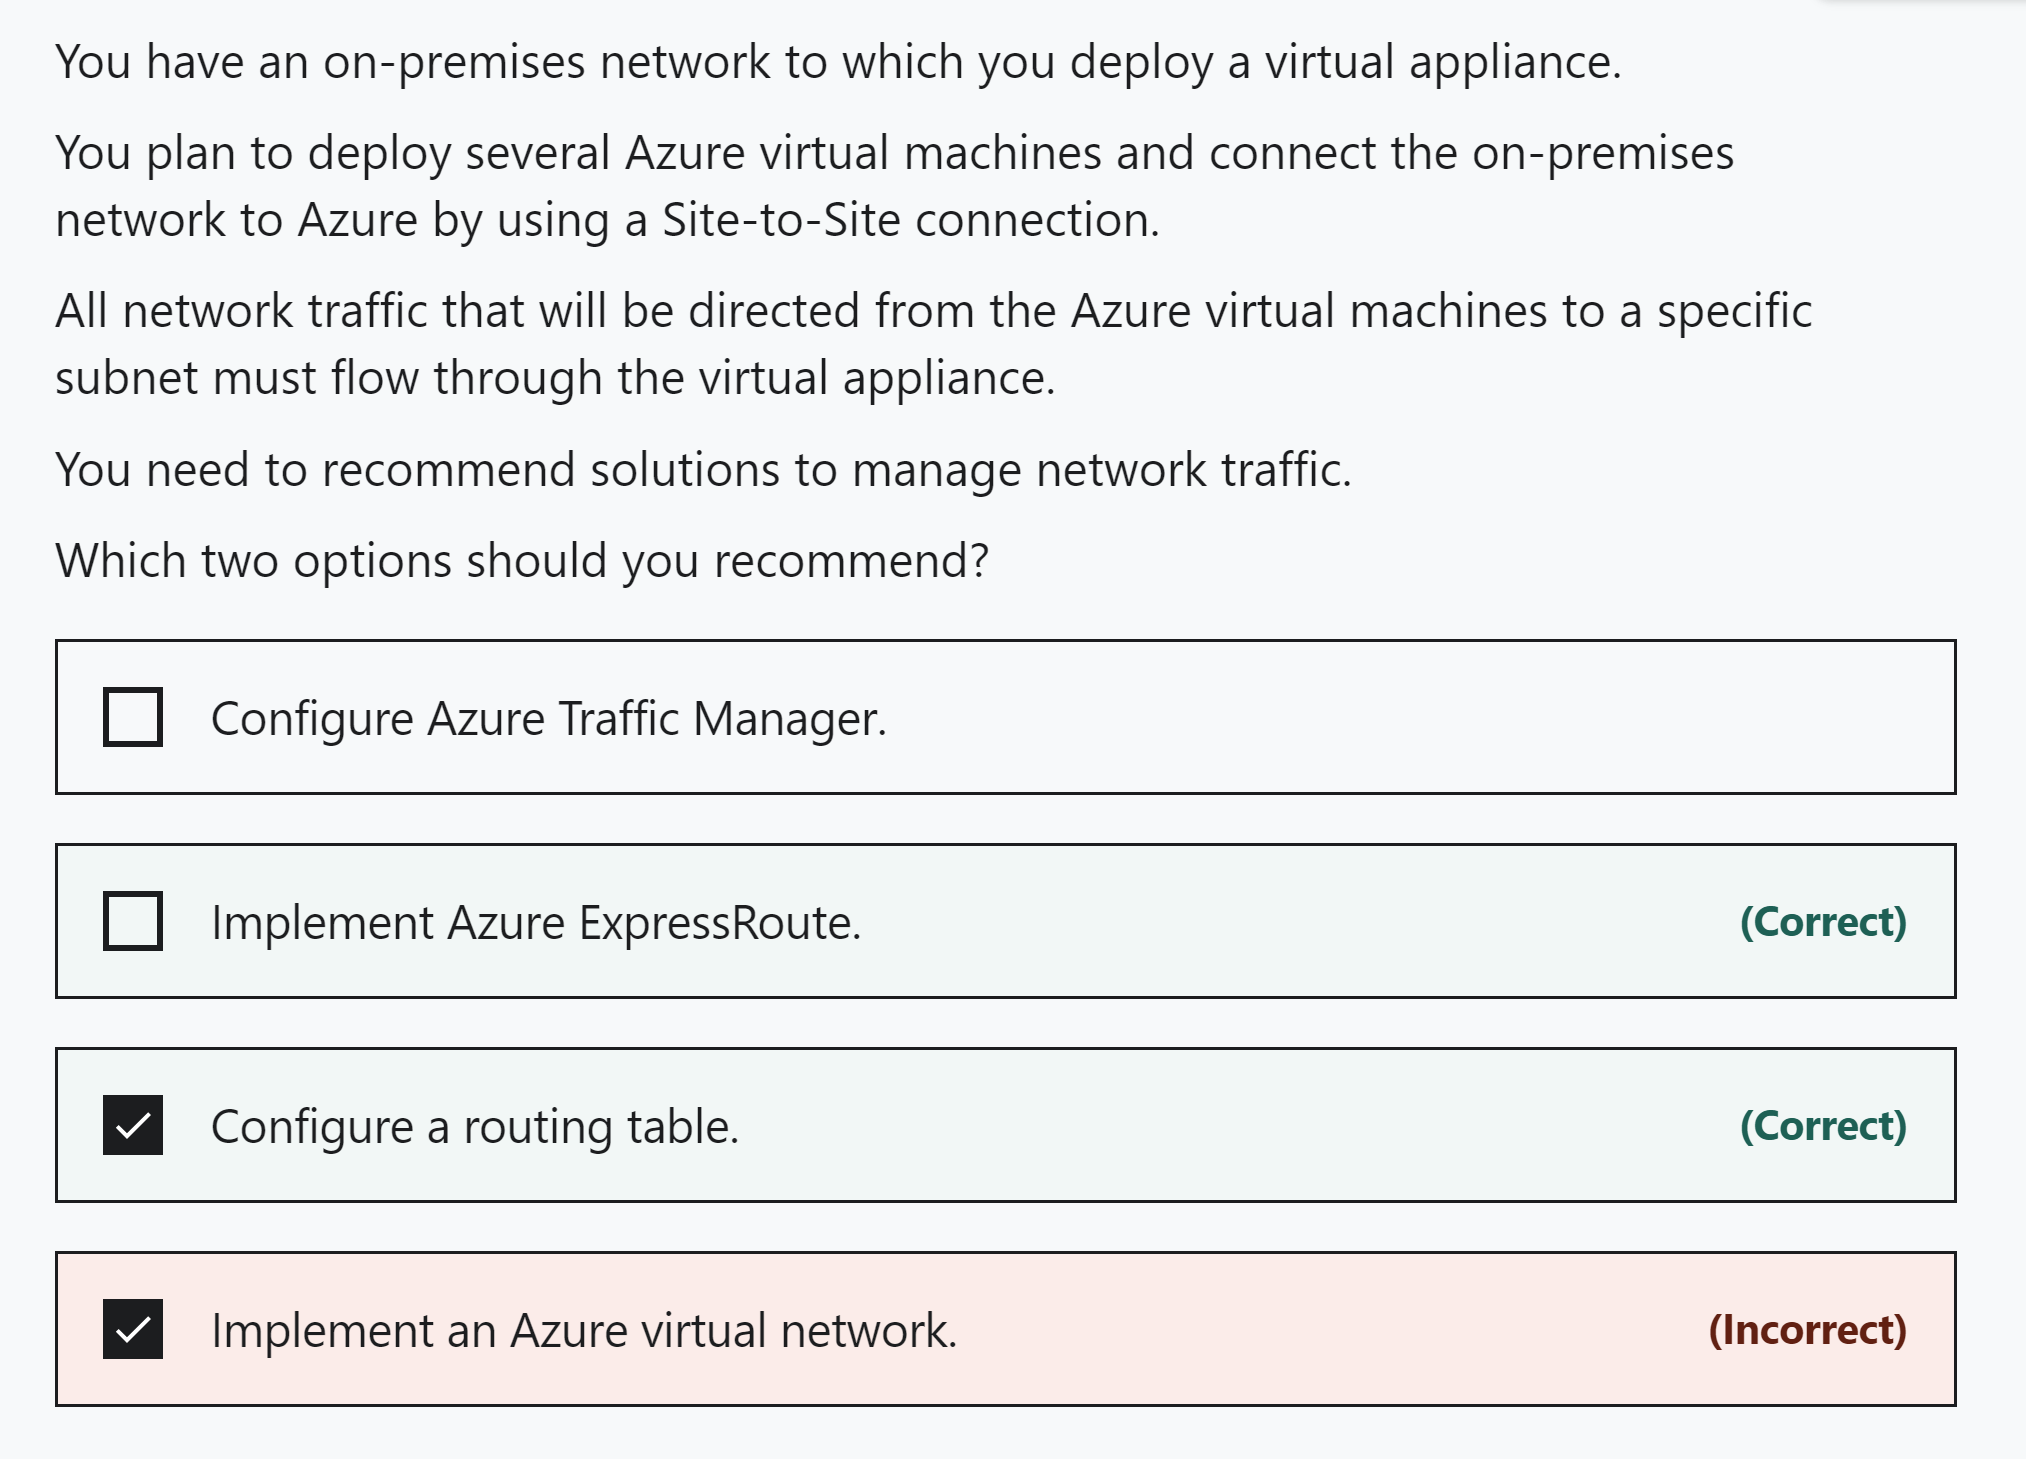 You have an on-premises network to which you deploy a virtual appliance.
You plan to deploy several Azure virtual machines and connect the on-premises
network to Azure by using a Site-to-Site connection.
All network traffic that will be directed from the Azure virtual machines to a specific
subnet must flow through the virtual appliance.
You need to recommend solutions to manage network traffic.
Which two options should you recommend?
Configure Azure Traffic Manager.
Implement Azure ExpressRoute. (Correct)
Configure a routing table. (Correct)
Implement an Azure virtual network. (Incorrect)